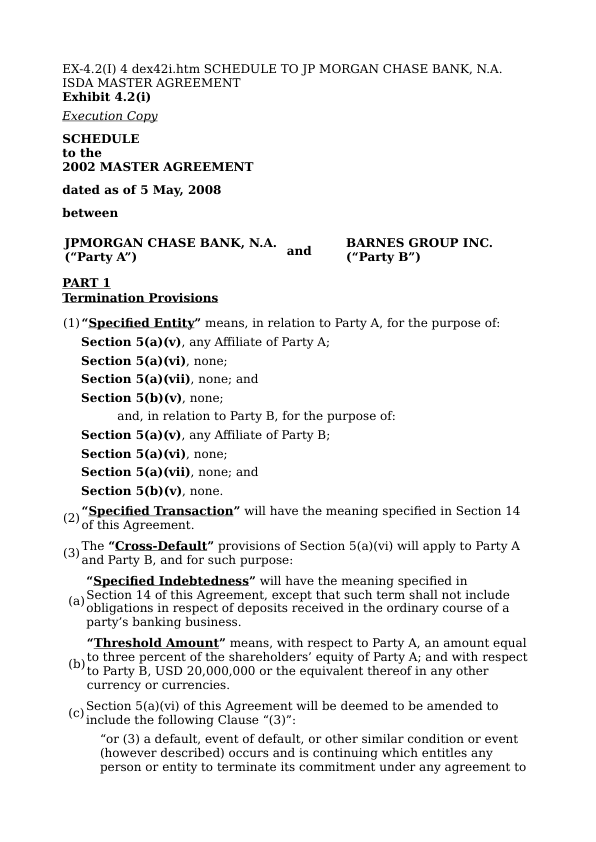 EX-4.2(I) 4 dex42i.htm SCHEDULE TO JP MORGAN CHASE BANK, N.A.
ISDA MASTER AGREEMENT
Exhibit 4.2(i)
Execution Copy
SCHEDULE
to the
2002 MASTER AGREEMENT
dated as of 5 May, 2008
between
JPMORGAN CHASE BANK, N.A. and BARNES GROUP INC.
(“Party A”) (“Party B”)
PART 1
Termination Provisions
(1) “Specified Entity” means, in relation to Party A, for the purpose of:
Section 5(a)(v), any Affiliate of Party A;
Section 5(a)(vi), none;
Section 5(a)(vii), none; and
Section 5(b)(v), none;
and, in relation to Party B, for the purpose of:
Section 5(a)(v), any Affiliate of Party B;
Section 5(a)(vi), none;
Section 5(a)(vii), none; and
Section 5(b)(v), none.
(2) “Specified Transaction” will have the meaning specified in Section 14
of this Agreement.
(3) The “Cross-Default” provisions of Section 5(a)(vi) will apply to Party A
and Party B, and for such purpose:
(a) “Specified Indebtedness” will have the meaning specified in
Section 14 of this Agreement, except that such term shall not include
obligations in respect of deposits received in the ordinary course of a
party’s banking business.
(b) “Threshold Amount” means, with respect to Party A, an amount equal
to three percent of the shareholders’ equity of Party A; and with respect
to Party B, USD 20,000,000 or the equivalent thereof in any other
currency or currencies.
(c) Section 5(a)(vi) of this Agreement will be deemed to be amended to
include the following Clause “(3)”:
“or (3) a default, event of default, or other similar condition or event
(however described) occurs and is continuing which entitles any
person or entity to terminate its commitment under any agreement to